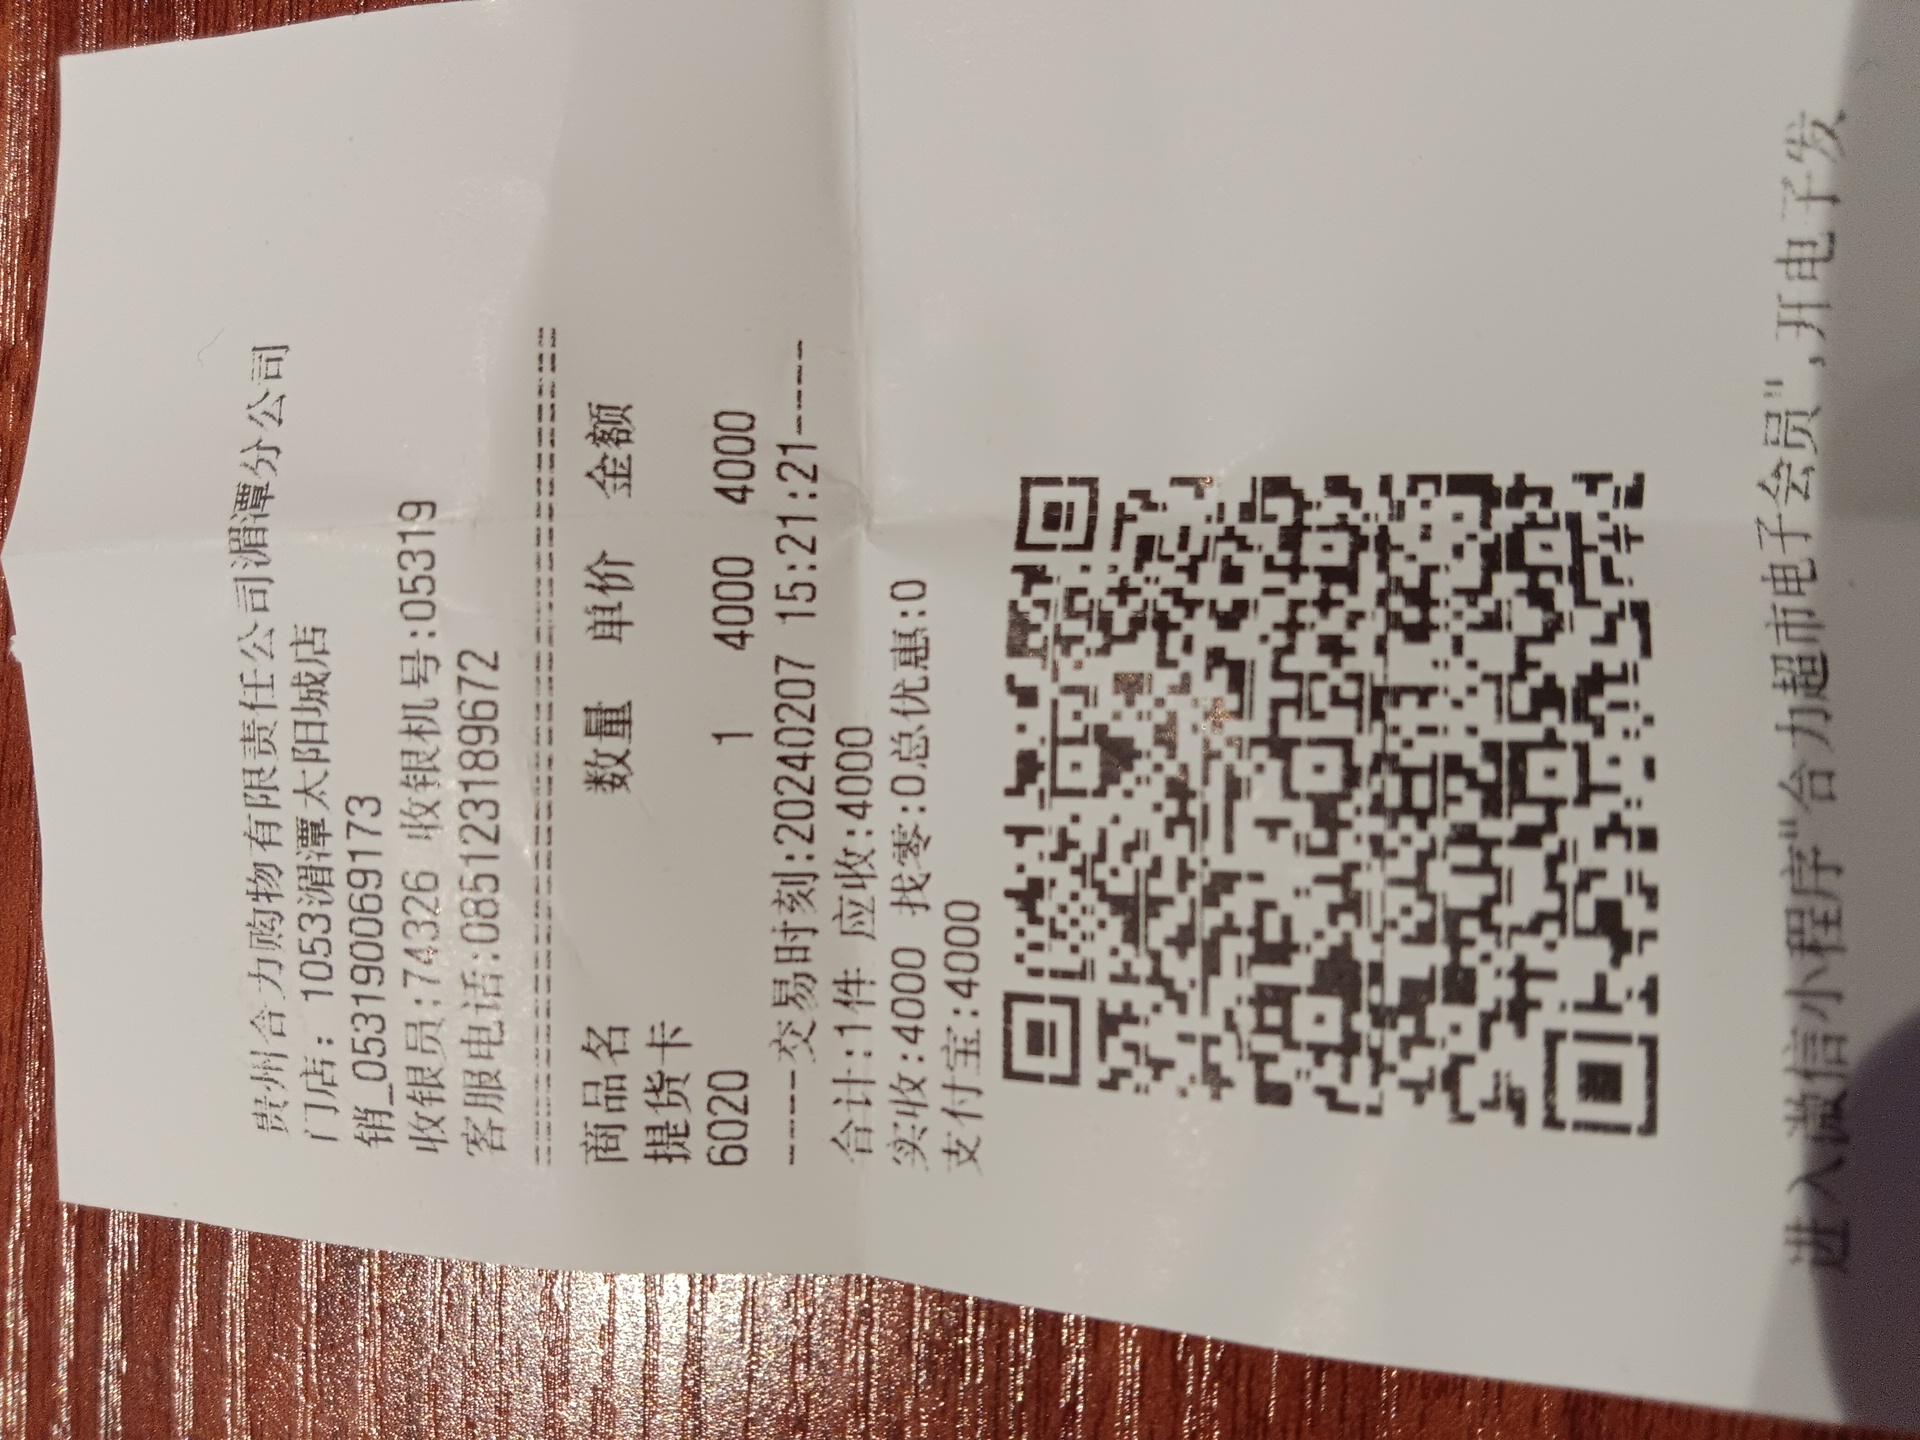 贵州合力购物有限责任公司湄潭分公司
门店：1053湄潭太阳城店
销_0531900069173
收银员:74326 收银机号:05319
客服电话:085123189672
商品名 数量 单价 金额
提货卡
6020 1 4000 4000
-----交易时刻:20240207 15:21:21-----
合计:1件 应收:4000
实收:4000 找零:0总优惠:0
支付宝:4000
进入微信小程序"合力超市电子会员",开电子发